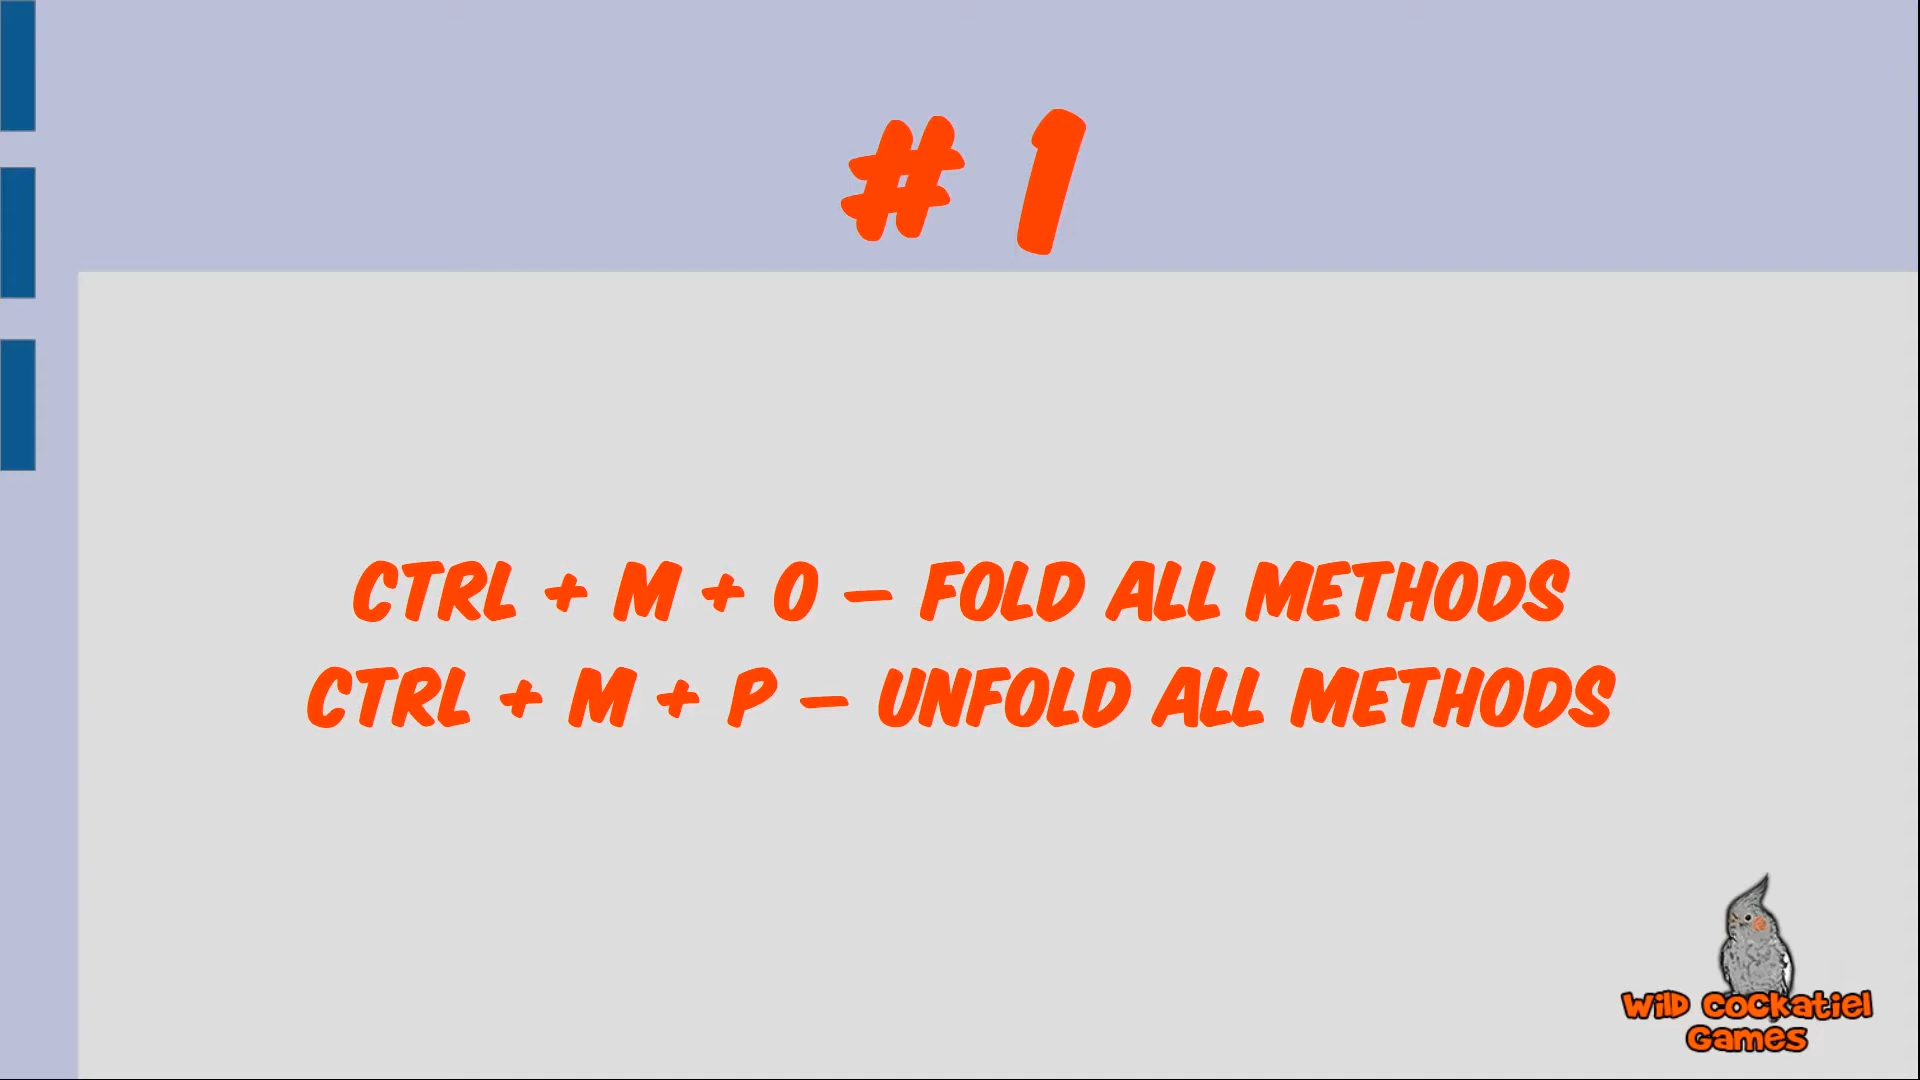 # 1
CTRL + M + O – FOLD ALL METHODS
CTRL + M + P – UNFOLD ALL METHODS
Wild Cockatiel
Games